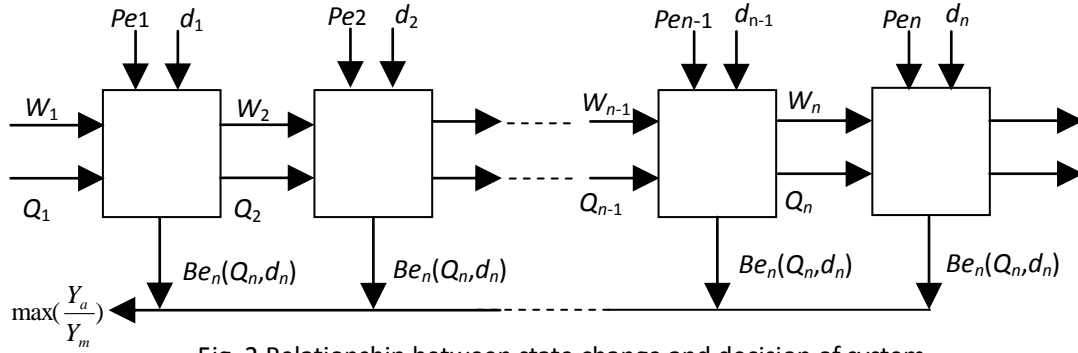 Pe1 d₁ Pe2 d₂ Peₙ₋₁ dₙ₋₁ Peₙ dₙ
W₁ W₂ Wₙ₋₁ Wₙ
Q₁ Q₂ Qₙ₋₁ Qₙ
Beₙ(Qₙ,dₙ) Beₙ(Qₙ,dₙ) Beₙ(Qₙ,dₙ) Beₙ(Qₙ,dₙ)
max(Yₐ/Yₘ)
Fig. 2 Relationship between state change and decision of system